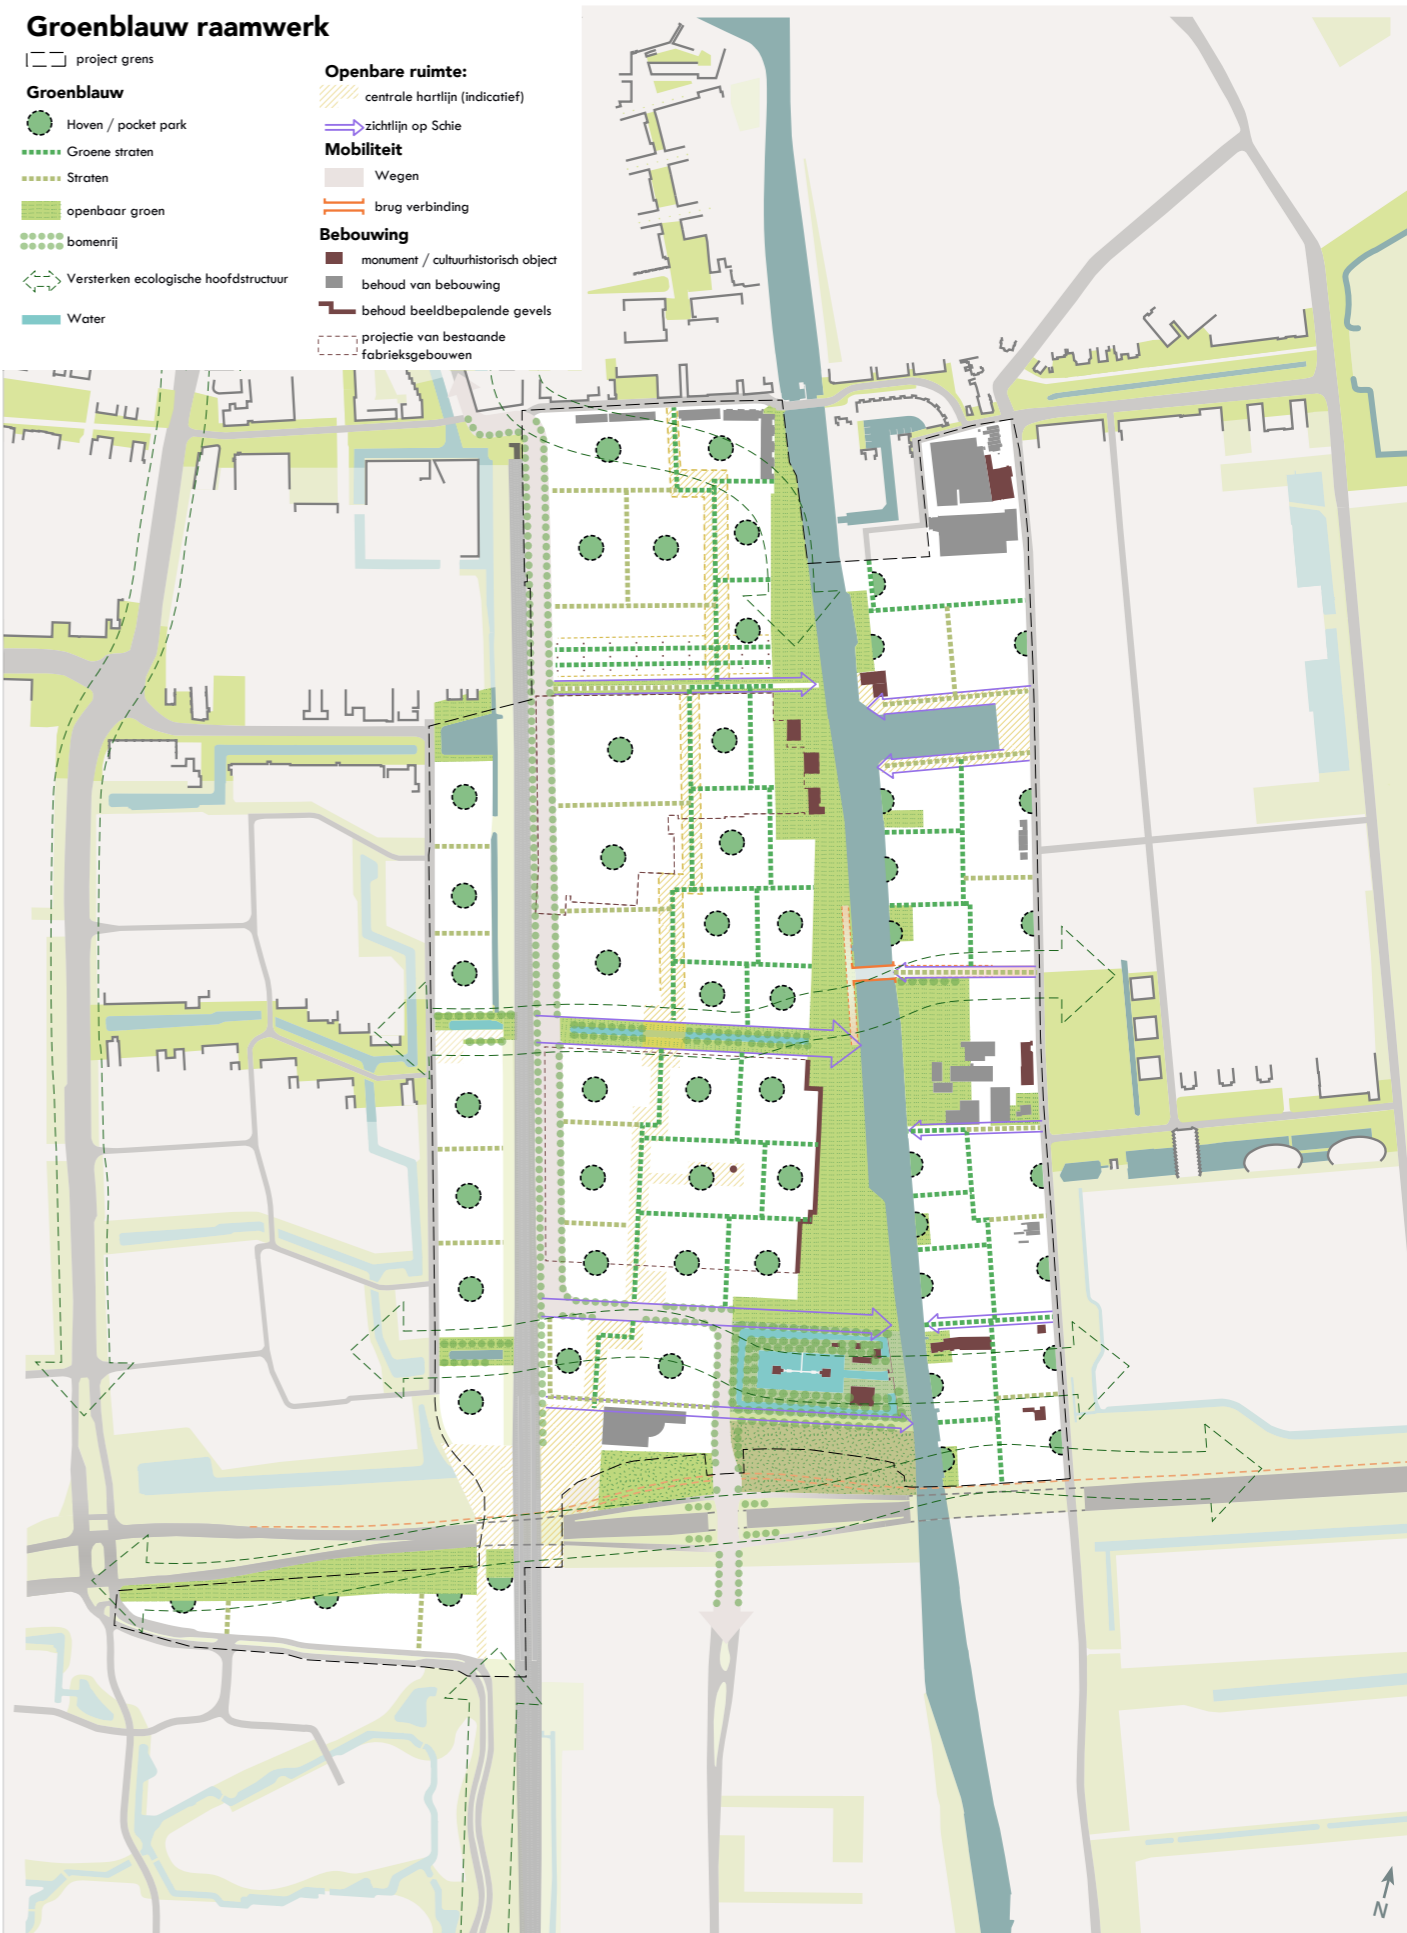 Groenblauw raamwerk
project grens
Groenblauw
Hoven / pocket park
Groene straten
Straten
openbaar groen
bomenrij
Versterken ecologische hoofdstructuur
Water
Openbare ruimte:
centrale hartlijn (indicatief)
zichtlijn op Schie
Mobiliteit
Wegen
brug verbinding
Bebouwing
monument / cultuurhistorisch object
behoud van bebouwing
behoud beeldbepalende gevels
projectie van bestaande
fabrieksgebouwen
N